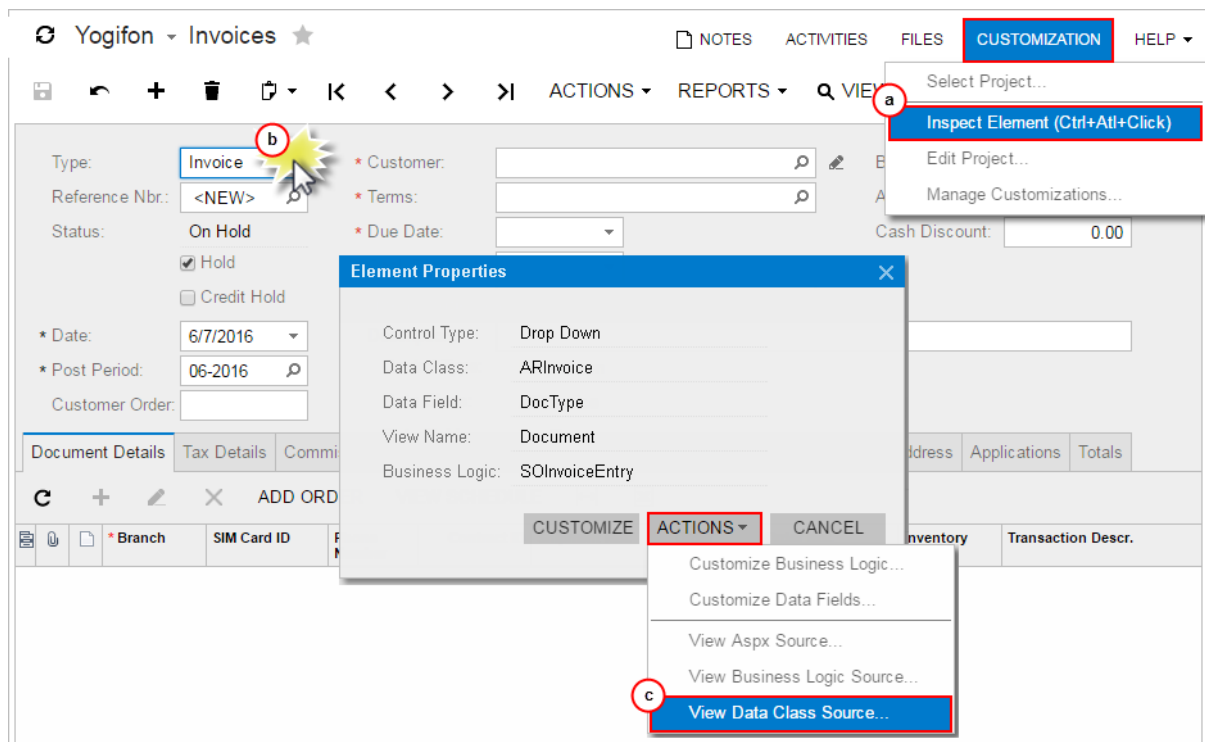 Yogifon Invoices
NOTES ACTIVITIES FILES CUSTOMIZATION HELP
ACTIONS REPORTS
Select Project...
a
Inspect Element (Ctrl+Atl+Click)
Edit Project...
Manage Customizations...
b
Type: Invoice * Customer:
Reference Nbr.: <NEW> * Terms:
Status: On Hold * Due Date: Cash Discount: 0.00
Hold
Credit Hold
* Date: 6/7/2016
* Post Period: 06-2016
Customer Order:
Element Properties
Control Type: Drop Down
Data Class: ARInvoice
Data Field: DocType
View Name: Document
Business Logic: SOInvoiceEntry
CUSTOMIZE ACTIONS CANCEL
Document Details Tax Details Applications Totals
ADD
* Branch SIM Card ID Transaction Descr.
Customize Business Logic...
Customize Data Fields...
View Aspx Source...
View Business Logic Source...
c
View Data Class Source...